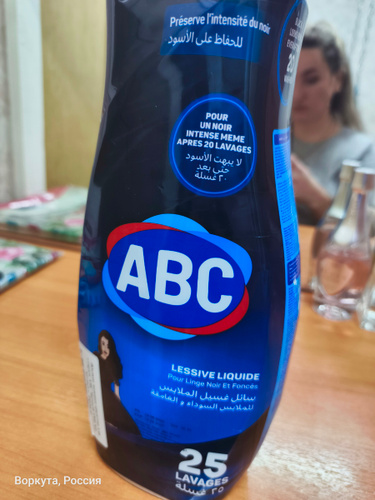 Préserve l'intensité du noir
للحفاظ على الأسود
POUR
UN NOIR
INTENSE MEME
APRES 20 LAVAGES
لا يبهت الأسود
حتى بعد
٢٠ غسلة
ABC
LESSIVE LIQUIDE
Pour Linge Noir Et Foncés
سائل غسيل الملابس
للملابس السوداء و الغامقة
25
LAVAGES
٢٥ غسلة
Воркута, Россия